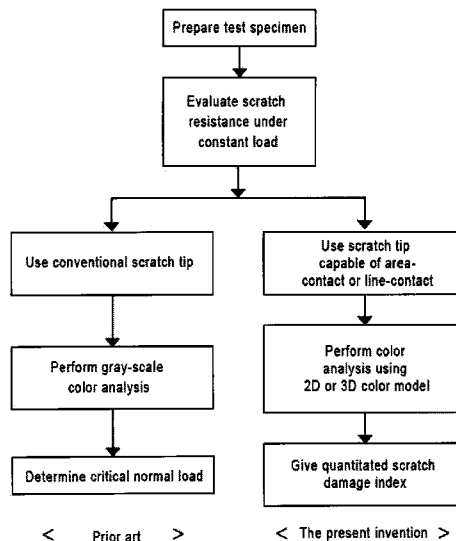 Prepare test specimen
Evaluate scratch
resistance under
constant load
Use conventional scratch tip
Perform gray-scale
color analysis
Determine critical normal load
< Prior art >
Use scratch tip
capable of area-
contact or line-contact
Perform color
analysis using
2D or 3D color model
Give quantitated scratch
damage index
< The present invention >